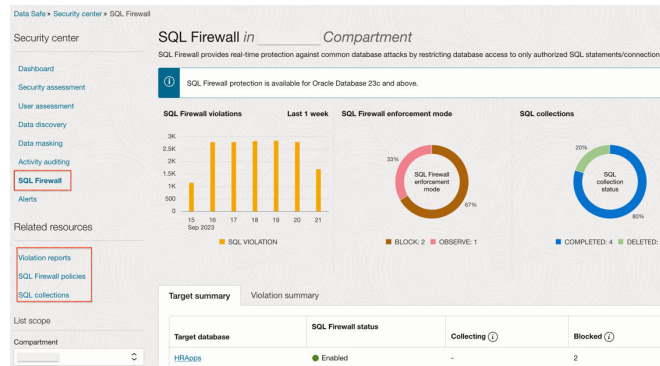 Data Safe » Security center » SQL Firewall
Security center
Dashboard
Security assessment
User assessment
Data discovery
Data masking
Activity auditing
SQL Firewall
Alerts
Related resources
Violation reports
SQL Firewall policies
SQL collections
List scope
Compartment
SQL Firewall in Compartment
SQL Firewall provides real-time protection against common database attacks by restricting database access to only authorized SQL statements/connection
i SQL Firewall protection is available for Oracle Database 23c and above.
SQL Firewall violations Last 1 week
3K
2.5K
2K
1.5K
1K
500
0
15 16 17 18 19 20 21
Sep 2023
SQL VIOLATION
SQL Firewall enforcement mode
33%
SQL Firewall
enforcement
mode
67%
BLOCK: 2 OBSERVE: 1
SQL collections
20%
SQL
collection
status
80%
COMPLETED: 4 DELETED:
Target summary Violation summary
Target database SQL Firewall status Collecting i Blocked i
HRApps Enabled - 2